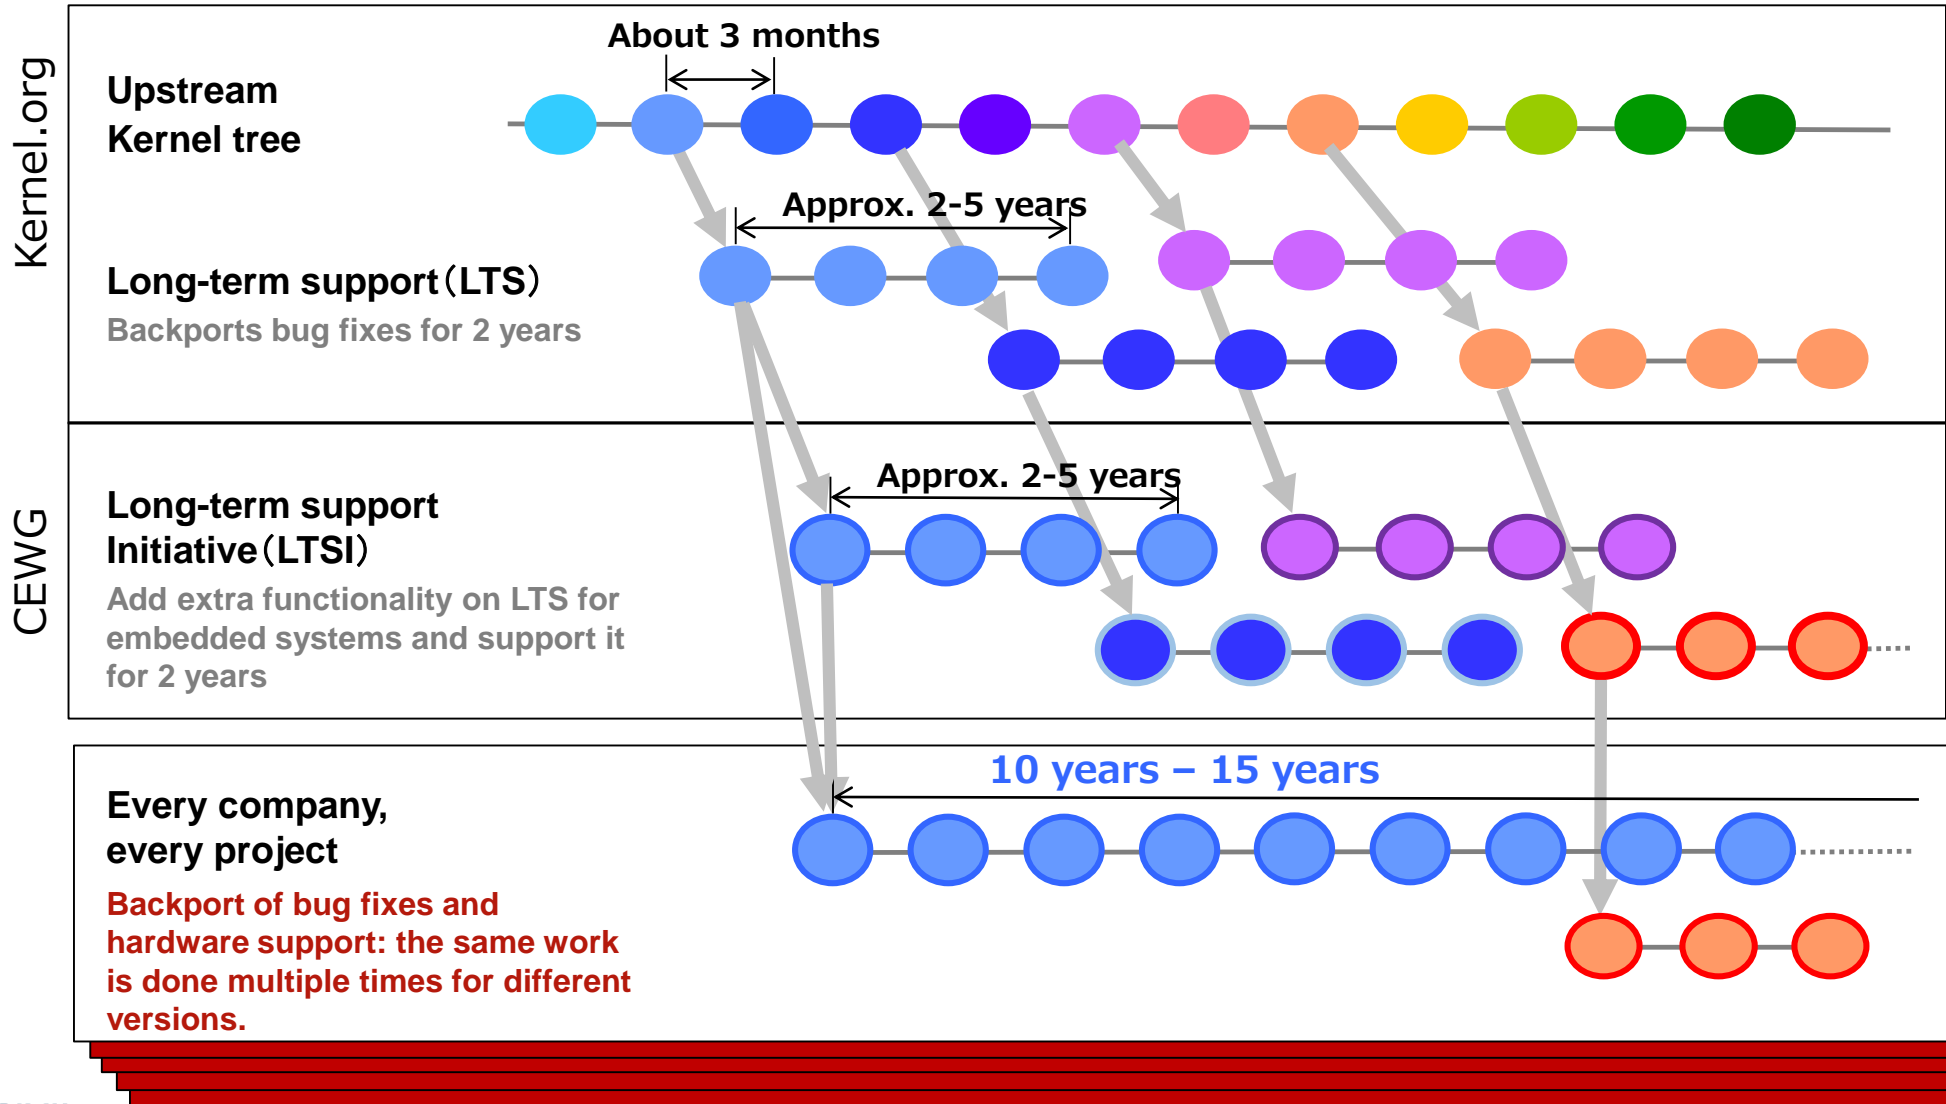 Kernel.org
About 3 months
Upstream
Kernel tree
Approx. 2-5 years
Long-term support（LTS）
Backports bug fixes for 2 years
CEWG
Approx. 2-5 years
Long-term support
Initiative（LTSI）
Add extra functionality on LTS for
embedded systems and support it
for 2 years
10 years – 15 years
Every company,
every project
Backport of bug fixes and
hardware support: the same work
is done multiple times for different
versions.